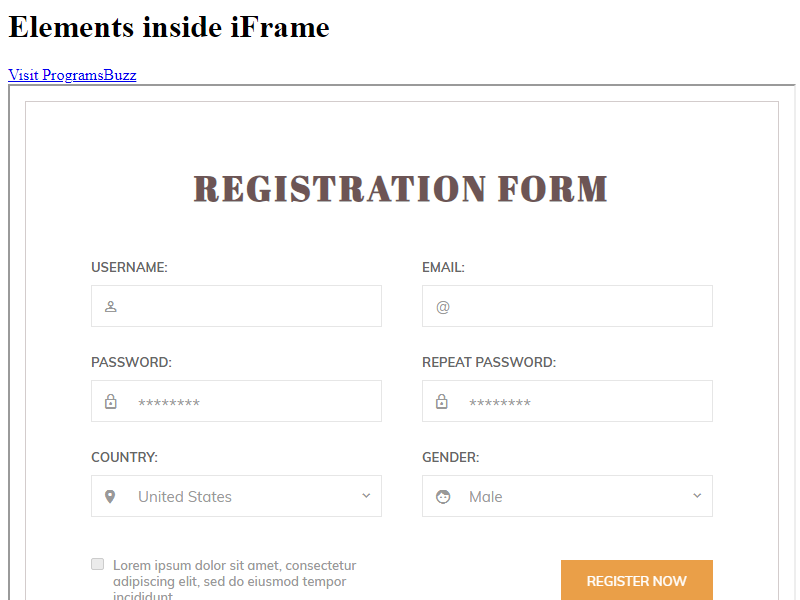 Elements inside iFrame
Visit ProgramsBuzz
REGISTRATION FORM
USERNAME:
EMAIL:
@
PASSWORD:
REPEAT PASSWORD:
********
********
COUNTRY:
GENDER:
United States
Male
Lorem ipsum dolor sit amet, consectetur
adipiscing elit, sed do eiusmod tempor
incididunt
REGISTER NOW